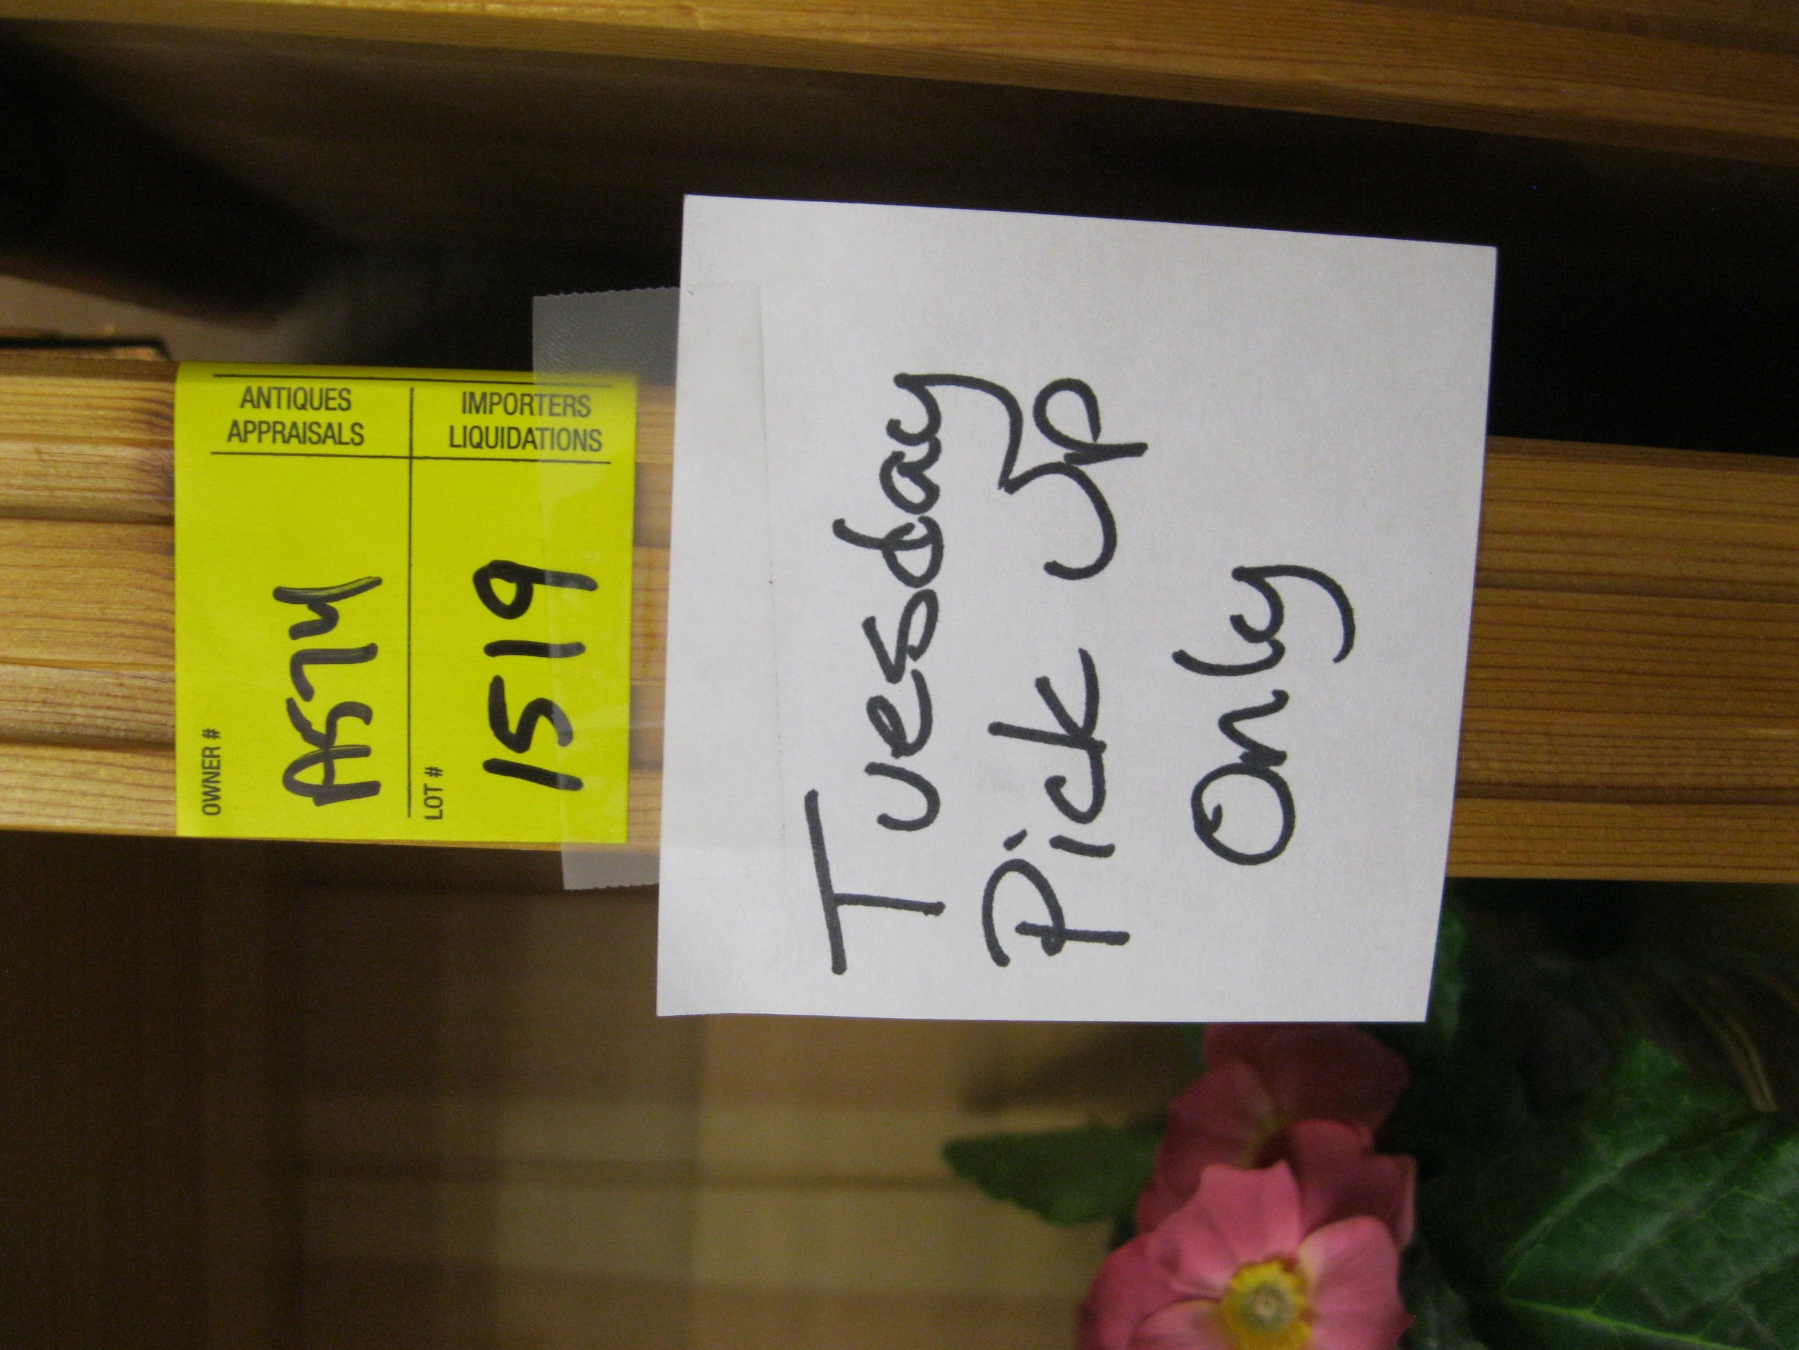 ANTIQUES
APPRAISALS
IMPORTERS
LIQUIDATIONS
OWNER #
A574
LOT #
1519
Tuesday
Pick Up
Only